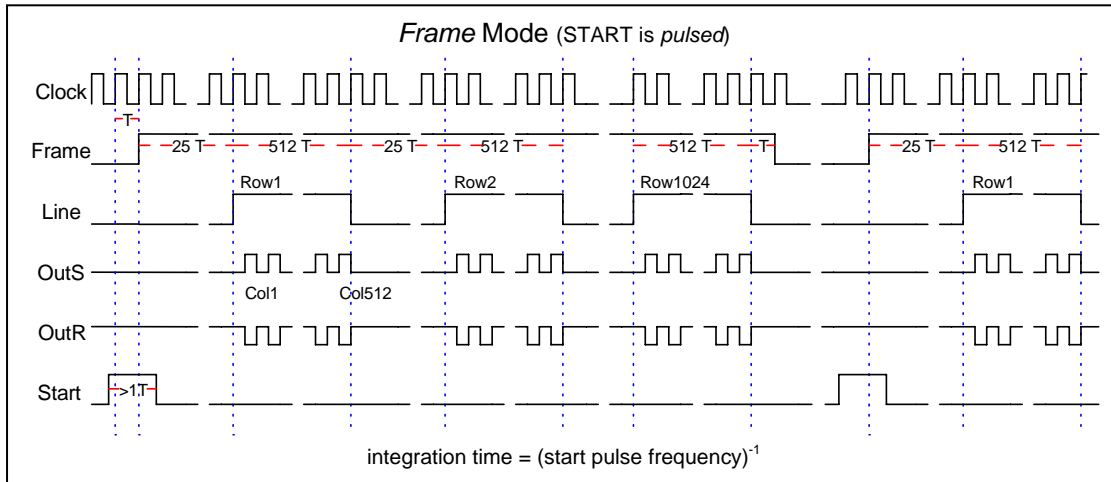 Frame Mode (START is pulsed)
Clock
T
Frame
25 T 512 T 25 T 512 T 512 T T 25 T 512 T
Row1 Row2 Row1024 Row1
Line
OutS
Col1 Col512
OutR
Start
>1T
integration time = (start pulse frequency)-1